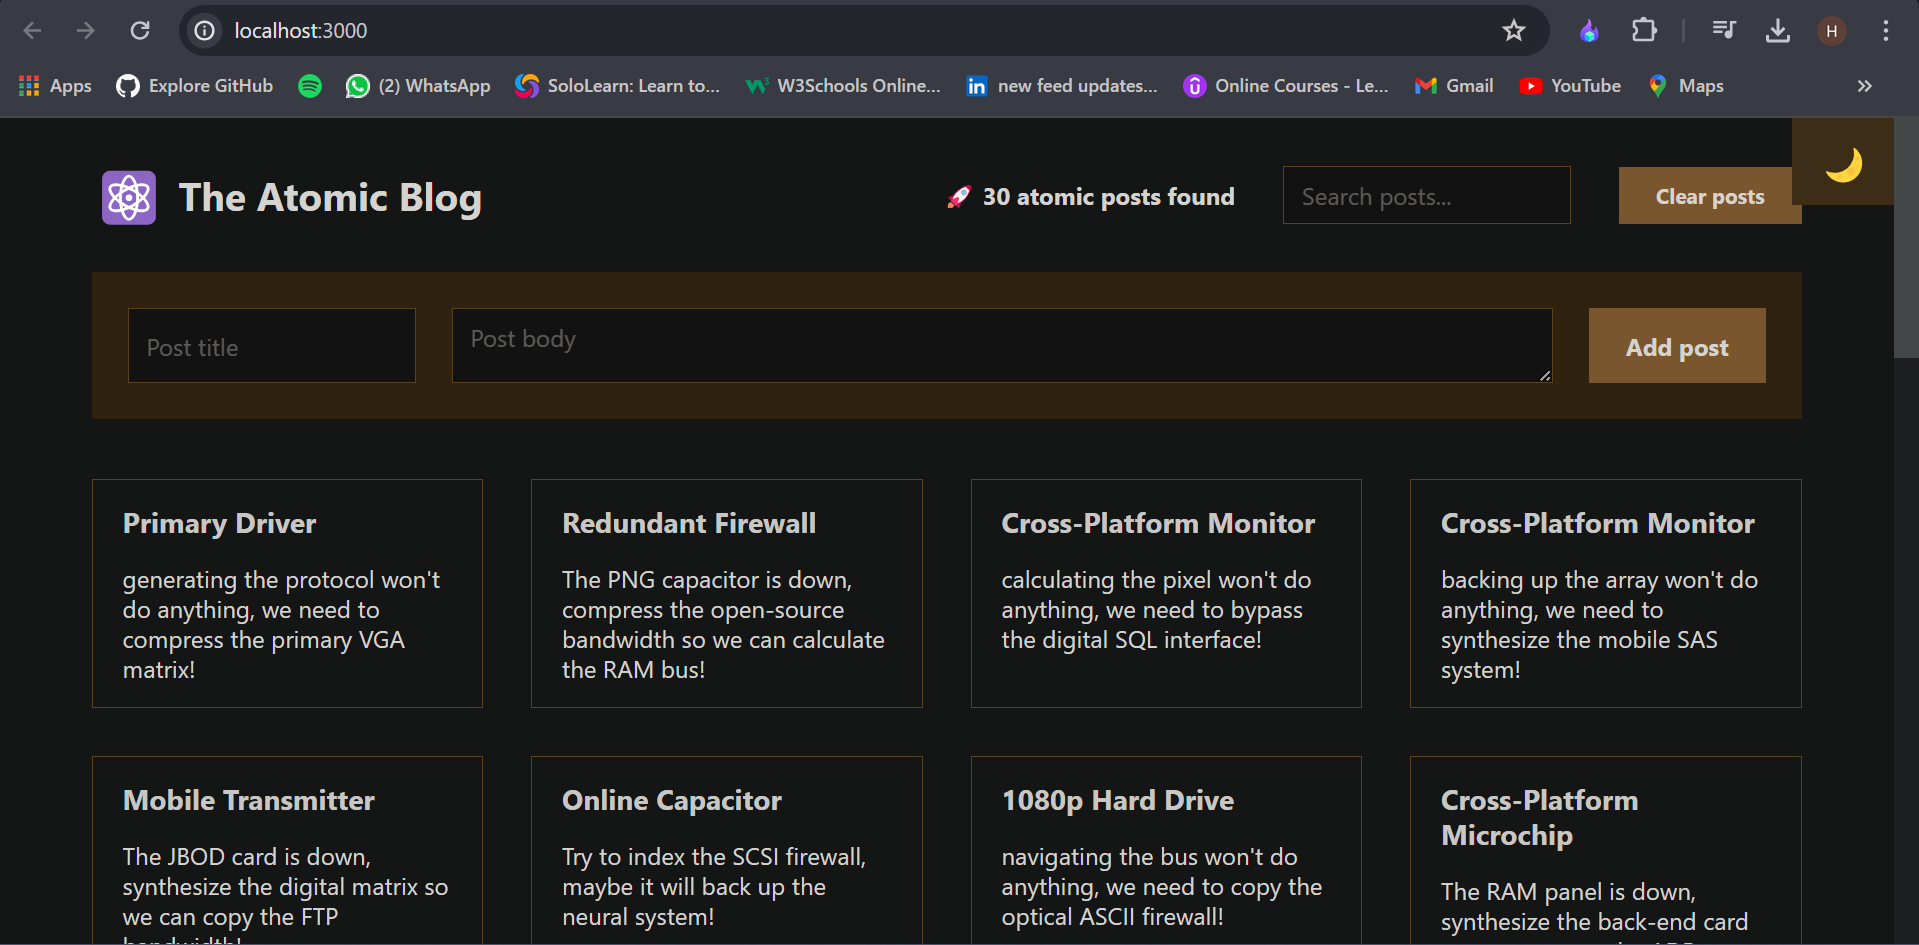 localhost:3000
H
Apps
Explore GitHub
(2) WhatsApp
SoloLearn: Learn to...
W3Schools Online...
new feed updates...
Online Courses - Le...
Gmail
YouTube
Maps
The Atomic Blog
🚀 30 atomic posts found
Search posts...
Clear posts
🌙
Post title
Post body
Add post
Primary Driver
generating the protocol won't
do anything, we need to
compress the primary VGA
matrix!
Redundant Firewall
The PNG capacitor is down,
compress the open-source
bandwidth so we can calculate
the RAM bus!
Cross-Platform Monitor
calculating the pixel won't do
anything, we need to bypass
the digital SQL interface!
Cross-Platform Monitor
backing up the array won't do
anything, we need to
synthesize the mobile SAS
system!
Mobile Transmitter
The JBOD card is down,
synthesize the digital matrix so
we can copy the FTP
bandwidth!
Online Capacitor
Try to index the SCSI firewall,
maybe it will back up the
neural system!
1080p Hard Drive
navigating the bus won't do
anything, we need to copy the
optical ASCII firewall!
Cross-Platform
Microchip
The RAM panel is down,
synthesize the back-end card